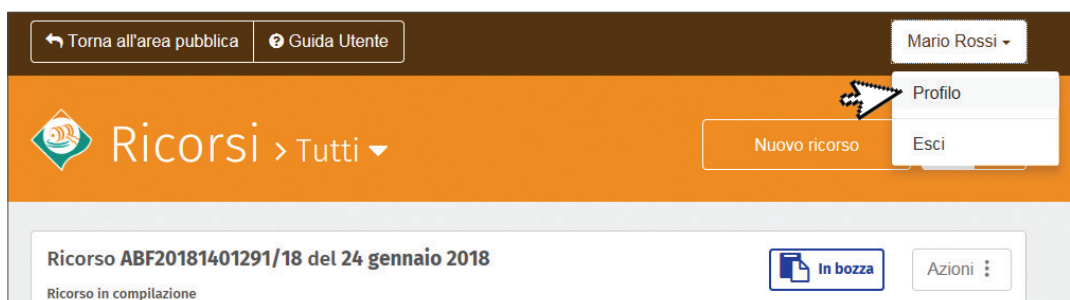 Torna all'area pubblica
Guida Utente
Mario Rossi
Profilo
Esci
Ricorsi > Tutti
Nuovo ricorso
Ricorso ABF20181401291/18 del 24 gennaio 2018
In bozza
Azioni
Ricorso in compilazione